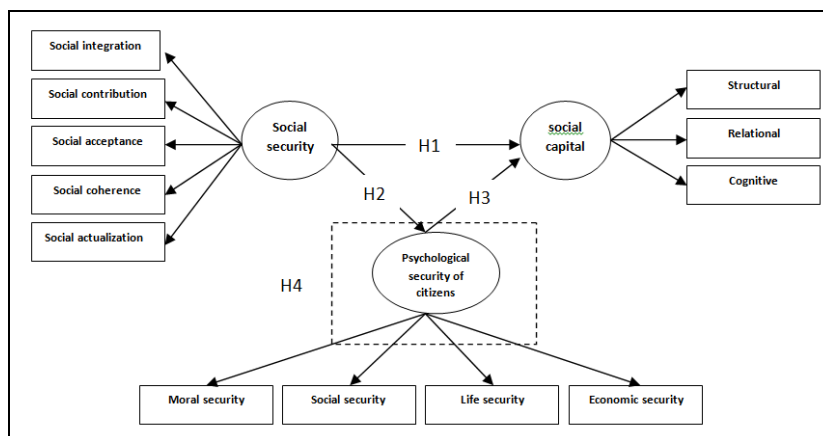 Social integration
Social contribution
Social acceptance
Social coherence
Social actualization
Social
security
H1
H2
H3
social
capital
Structural
Relational
Cognitive
Psychological
security of
citizens
H4
Moral security
Social security
Life security
Economic security